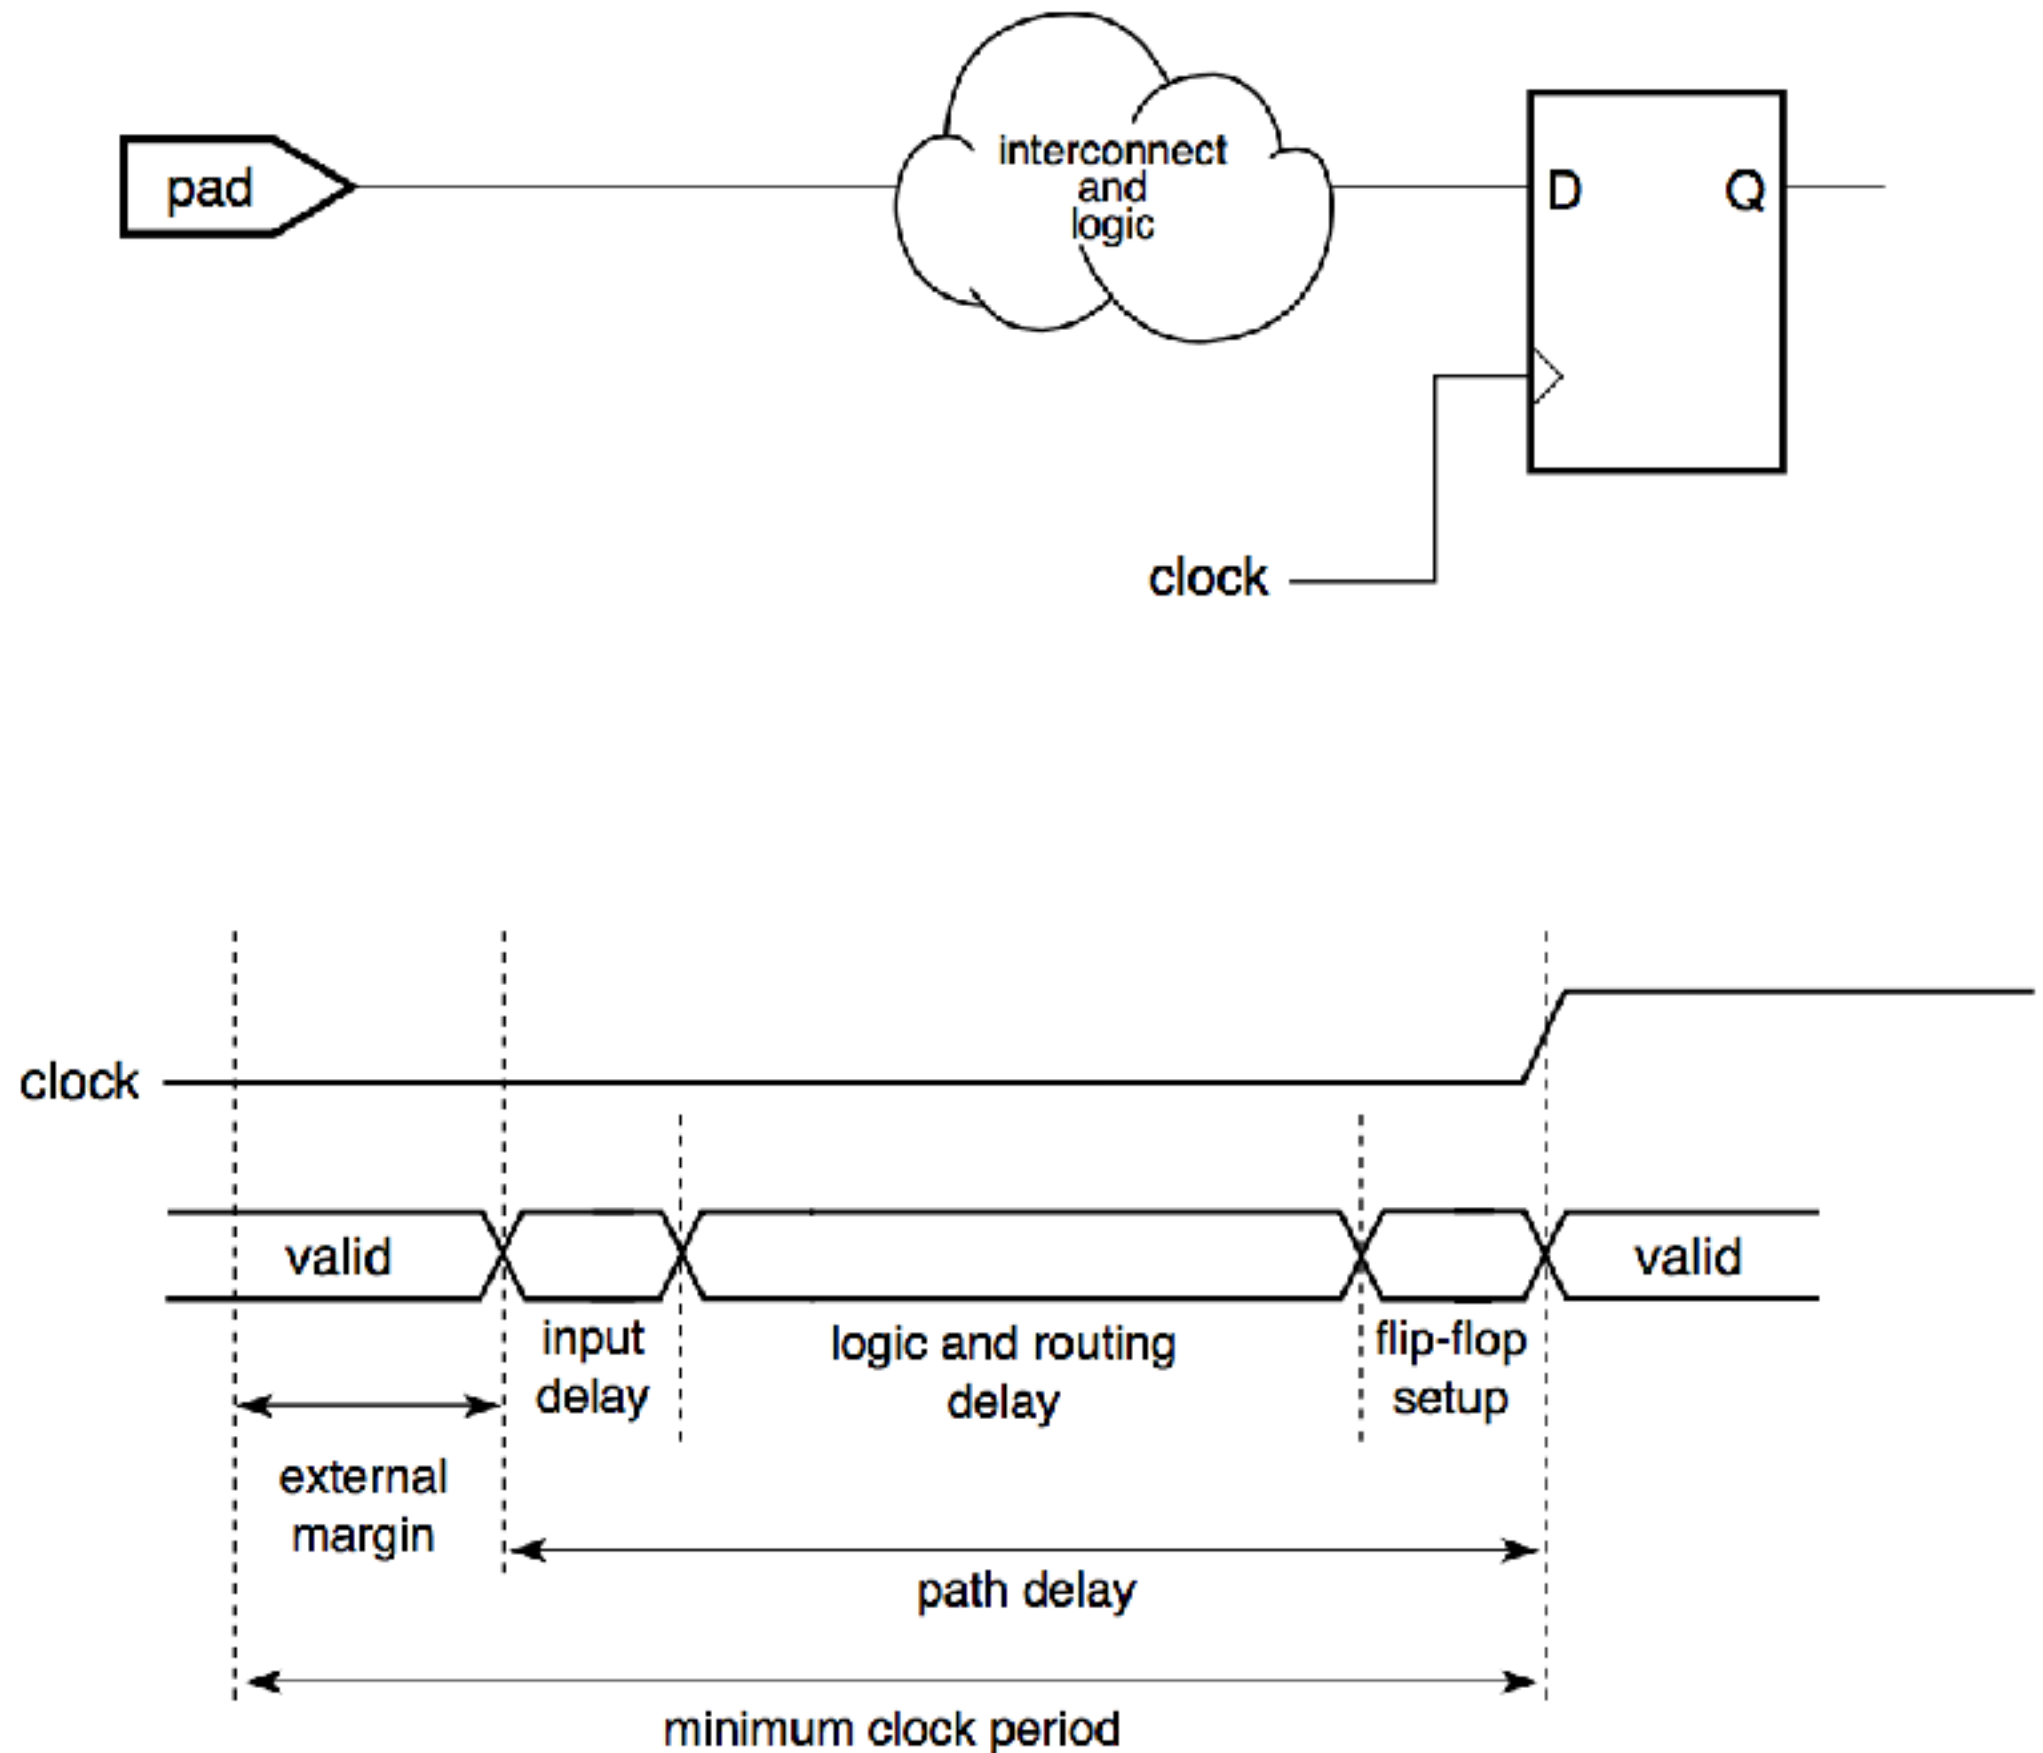 pad
interconnect
and
logic
D
Q
clock
clock
valid
valid
input
delay
logic and routing
delay
flip-flop
setup
external
margin
path delay
minimum clock period